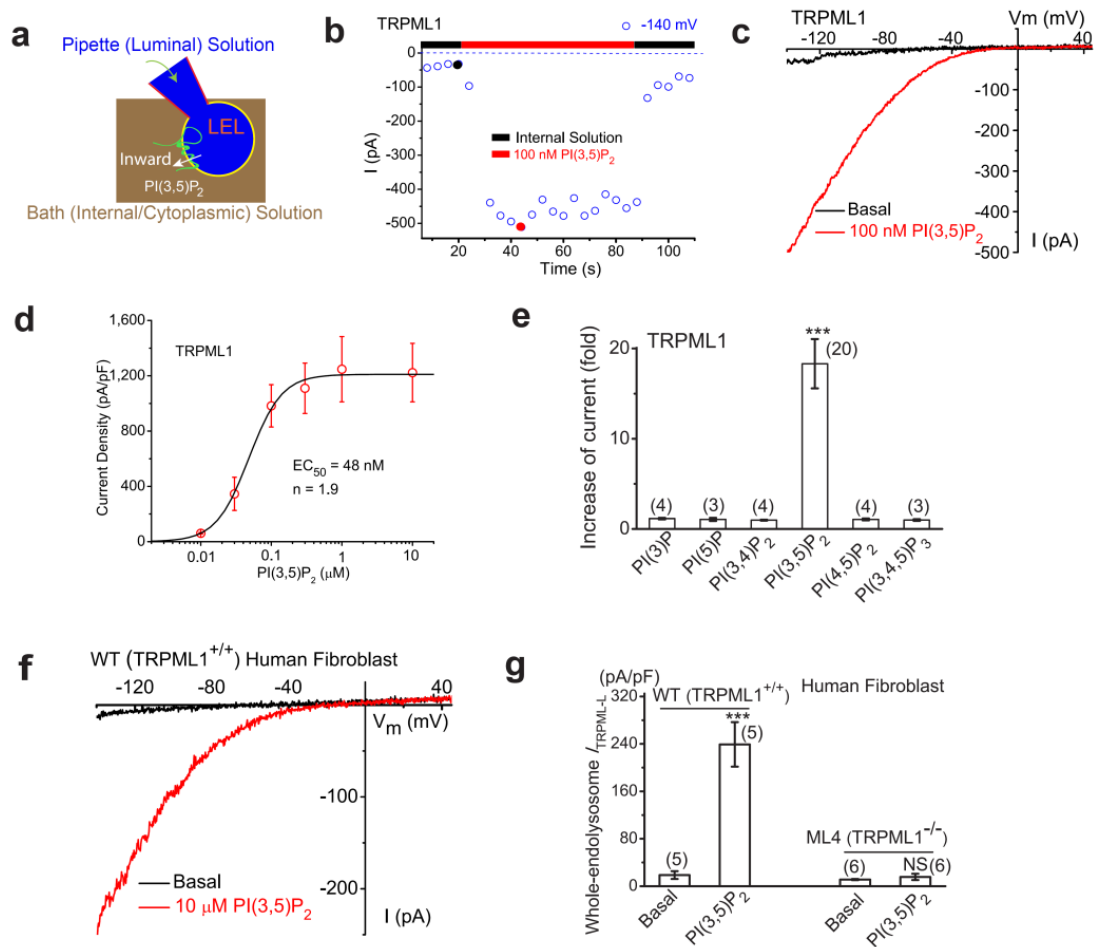 a
Pipette (Luminal) Solution
LEL
Inward
PI(3,5)P2
Bath (Internal/Cytoplasmic) Solution
b
TRPML1
-140 mV
0
-100
-200
-300
-400
-500
I (pA)
Internal Solution
100 nM PI(3,5)P2
20 40 60 80 100
Time (s)
c
TRPML1
Vm (mV)
-120 -80 -40 0 40
-100
-200
-300
-400
-500
Basal
100 nM PI(3,5)P2
I (pA)
d
1,600
1,200
800
400
0
Current Density (pA/pF)
TRPML1
EC50 = 48 nM
n = 1.9
0.01 0.1 1 10
PI(3,5)P2 (μM)
e
TRPML1
20
10
0
Increase of current (fold)
(4) (3) (4) *** (20) (4) (3)
PI(3)P PI(5)P PI(3,4)P2 PI(3,5)P2 PI(4,5)P2 PI(3,4,5)P3
f
WT (TRPML1+/+) Human Fibroblast
-120 -80 -40 0 40
Vm (mV)
-100
-200
Basal
10 μM PI(3,5)P2
I (pA)
g
(pA/pF)
320
240
160
80
0
Whole-endolysosome ITRPML-L
WT (TRPML1+/+)
Human Fibroblast
***
(5)
(5)
ML4 (TRPML1-/-)
(6) NS (6)
Basal PI(3,5)P2 Basal PI(3,5)P2